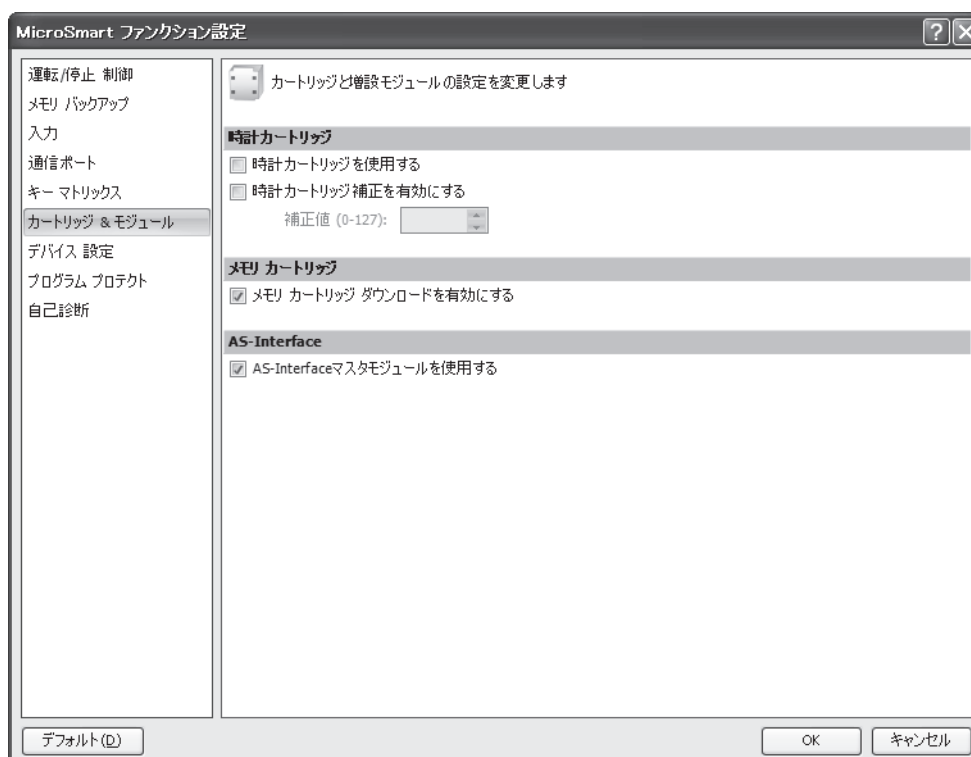 MicroSmart ファンクション設定
運転/停止 制御
メモリ バックアップ
入力
通信ポート
キー マトリックス
カートリッジ & モジュール
デバイス 設定
プログラム プロテクト
自己診断
カートリッジと増設モジュールの設定を変更します
時計カートリッジ
時計カートリッジを使用する
時計カートリッジ補正を有効にする
補正値 (0-127):
メモリ カートリッジ
メモリ カートリッジ ダウンロードを有効にする
AS-Interface
AS-Interfaceマスタモジュールを使用する
デフォルト(D)
OK
キャンセル